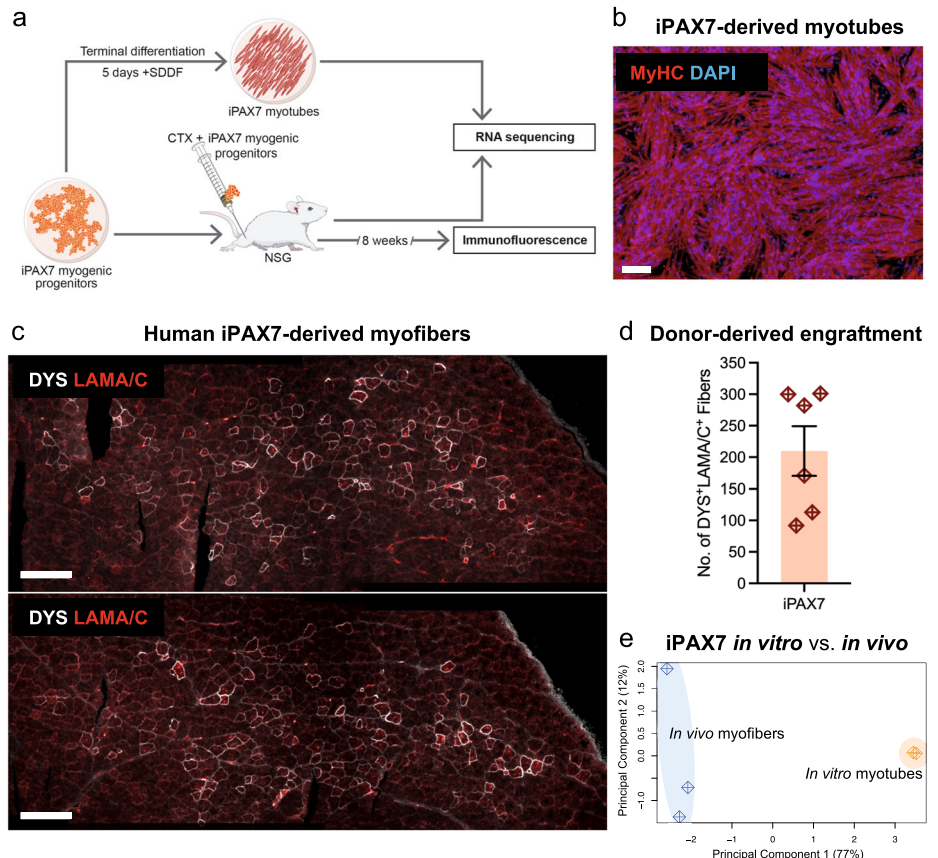 a
Terminal differentiation
5 days +SDDF
iPAX7 myotubes
CTX + iPAX7 myogenic
progenitors
RNA sequencing
8 weeks
Immunofluorescence
NSG
iPAX7 myogenic
progenitors
b
iPAX7-derived myotubes
MyHC DAPI
c
Human iPAX7-derived myofibers
DYS LAMA/C
DYS LAMA/C
d
Donor-derived engraftment
No. of DYS⁺LAMA/C⁺ Fibers
350
300
250
200
150
100
50
0
iPAX7
e
iPAX7 in vitro vs. in vivo
Principal Component 2 (12%)
2.0
1.0
0.5
0.0
−1.0
In vivo myofibers
In vitro myotubes
−2
−1
0
1
2
3
Principal Component 1 (77%)